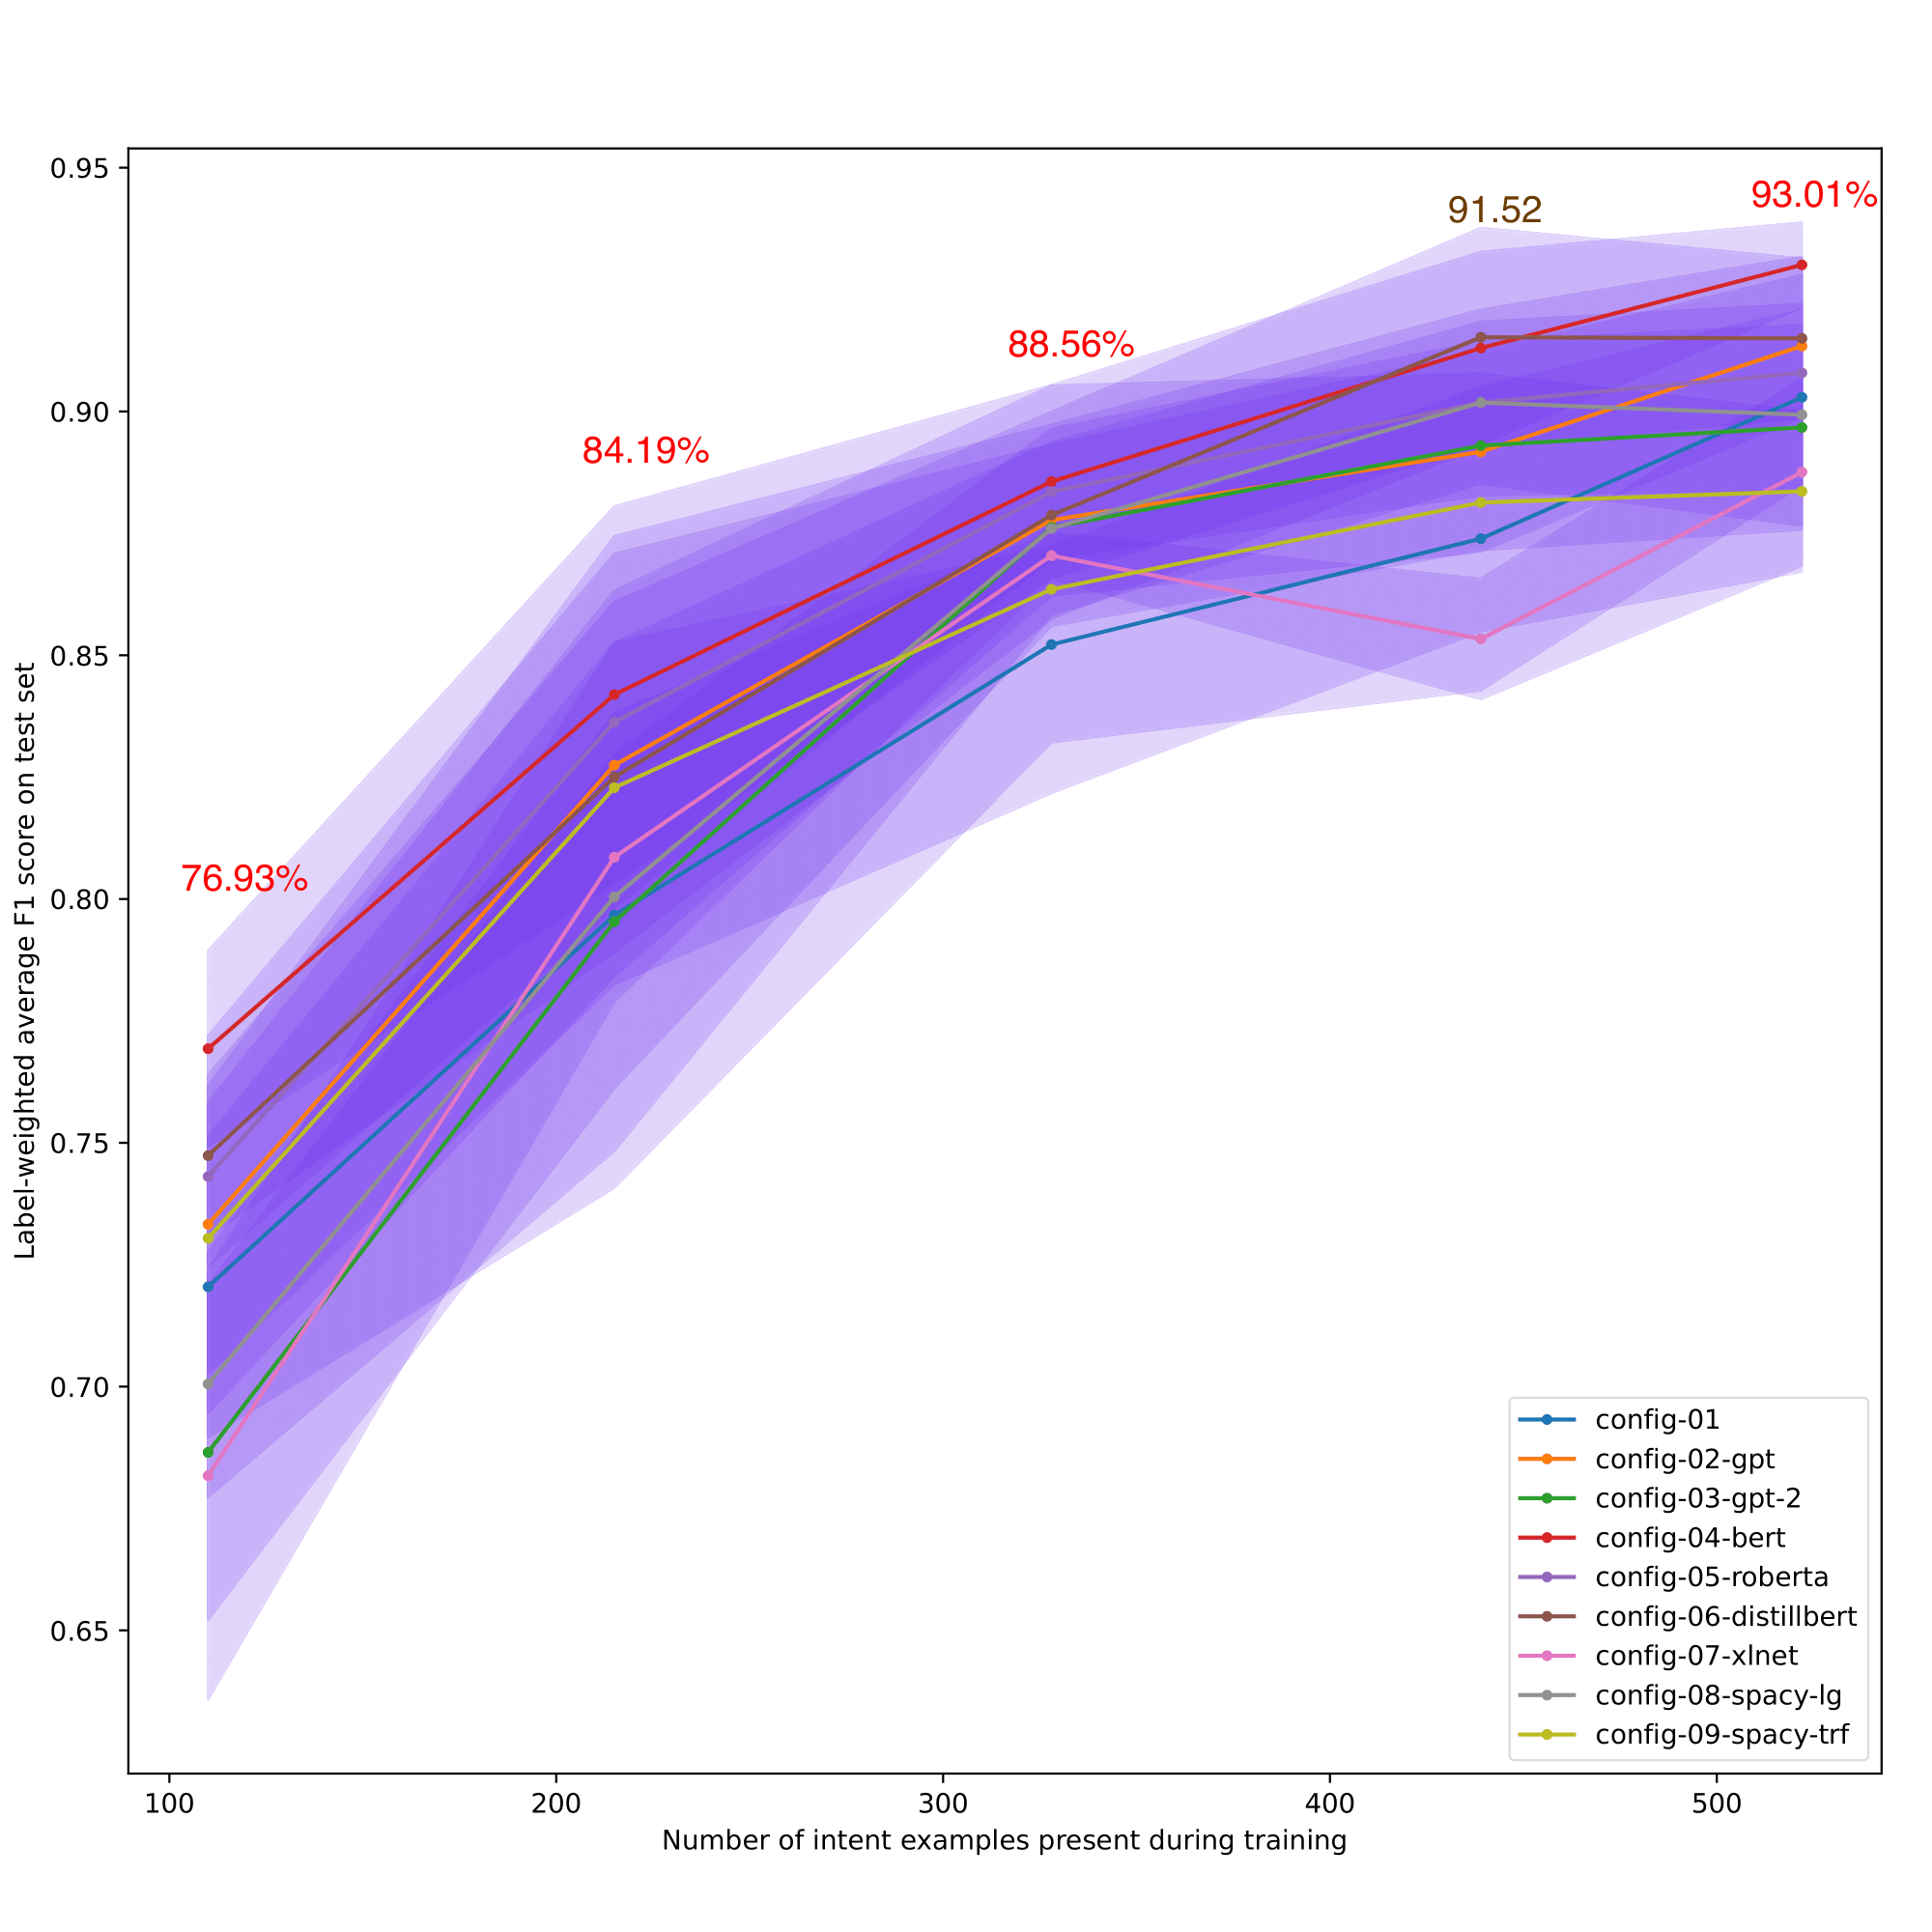 0.95
0.90
0.85
0.80
0.75
0.70
0.65
Label-weighted average F1 score on test set
76.93%
84.19%
88.56%
91.52
93.01%
config-01
config-02-gpt
config-03-gpt-2
config-04-bert
config-05-roberta
config-06-distillbert
config-07-xlnet
config-08-spacy-lg
config-09-spacy-trf
100
200
300
400
500
Number of intent examples present during training